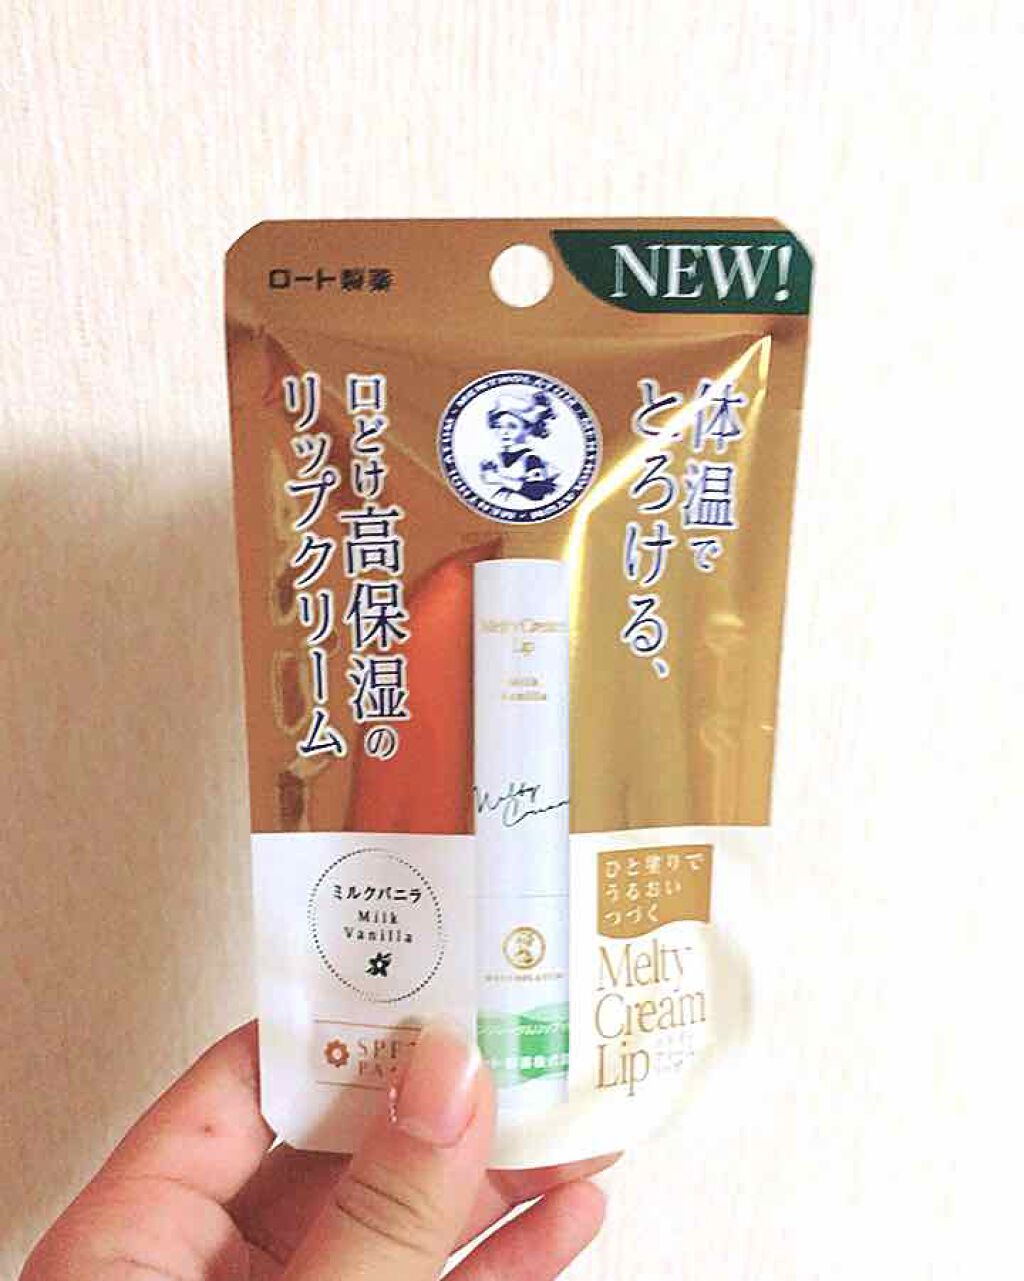 ロート製薬
NEW!
体温で
とろける、
口どけ高保湿の
リップクリーム
Melty Cream
Lip
Milk
Vanilla
Melty
Cream
ミルクバニラ
Milk
Vanilla
ひと塗りで
うるおい
つづく
Melty
Cream
Lip